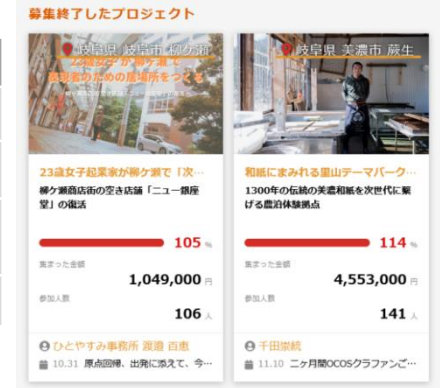 募集終了したプロジェクト
岐阜県 岐阜市 柳ケ瀬
23歳女子が柳ケ瀬で
表現者のための居場所をつくる
23歳女子起業家が柳ケ瀬で「次…
柳ケ瀬商店街の空き店舗「ニュー銀座
堂」の復活
105 %
集まった金額
1,049,000 円
参加人数
106 人
ひとやすみ事務所 渡邉 百恵
10.31 原点回帰、出発に添えて、今…
岐阜県 美濃市 蕨生
和紙にまみれる里山テーマパーク…
1300年の伝統の美濃和紙を次世代に繋
げる農泊体験拠点
114 %
集まった金額
4,553,000 円
参加人数
141 人
千田崇統
11.10 二ヶ月間OCOSクラファンご…